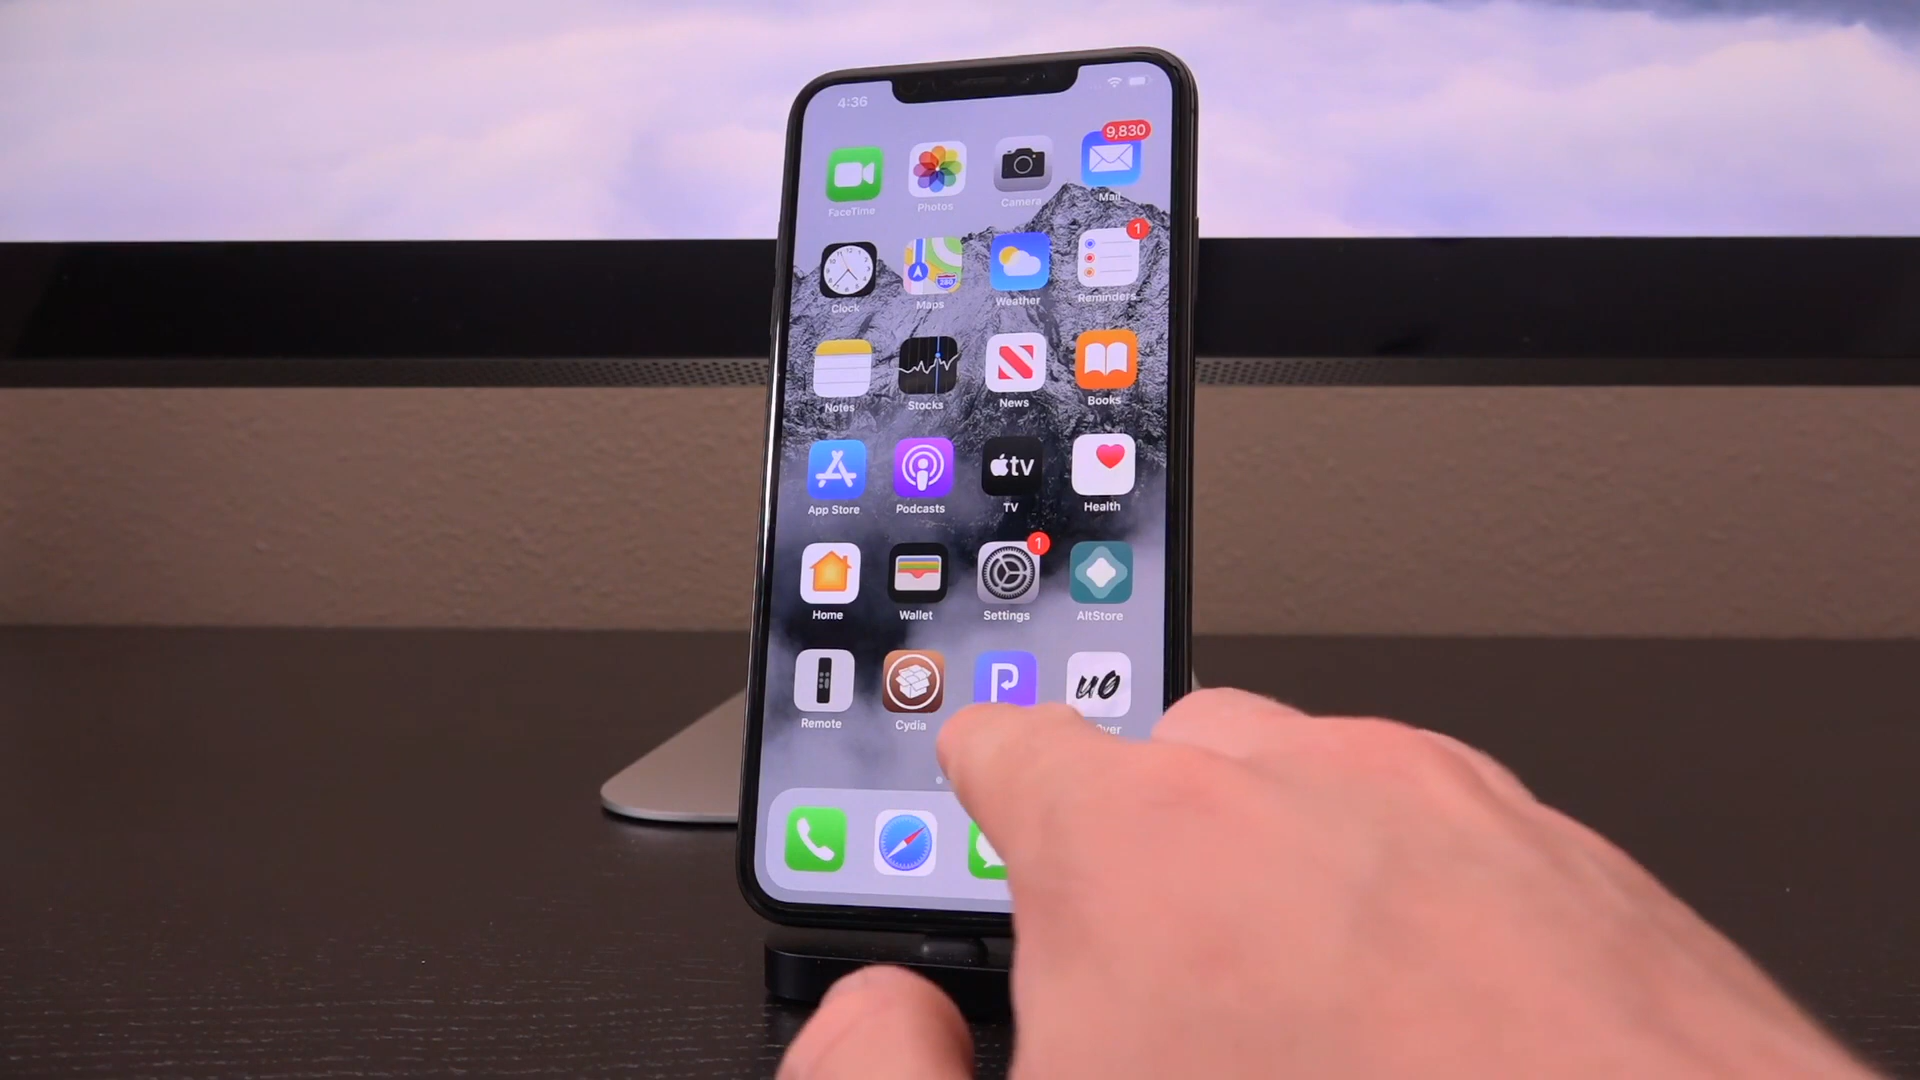 4:36
9,830
FaceTime Photos Camera Mail
1
Clock Maps Weather Reminders
Notes Stocks News Books
tv
App Store Podcasts TV Health
1
Home Wallet Settings AltStore
P uo
Remote Cydia